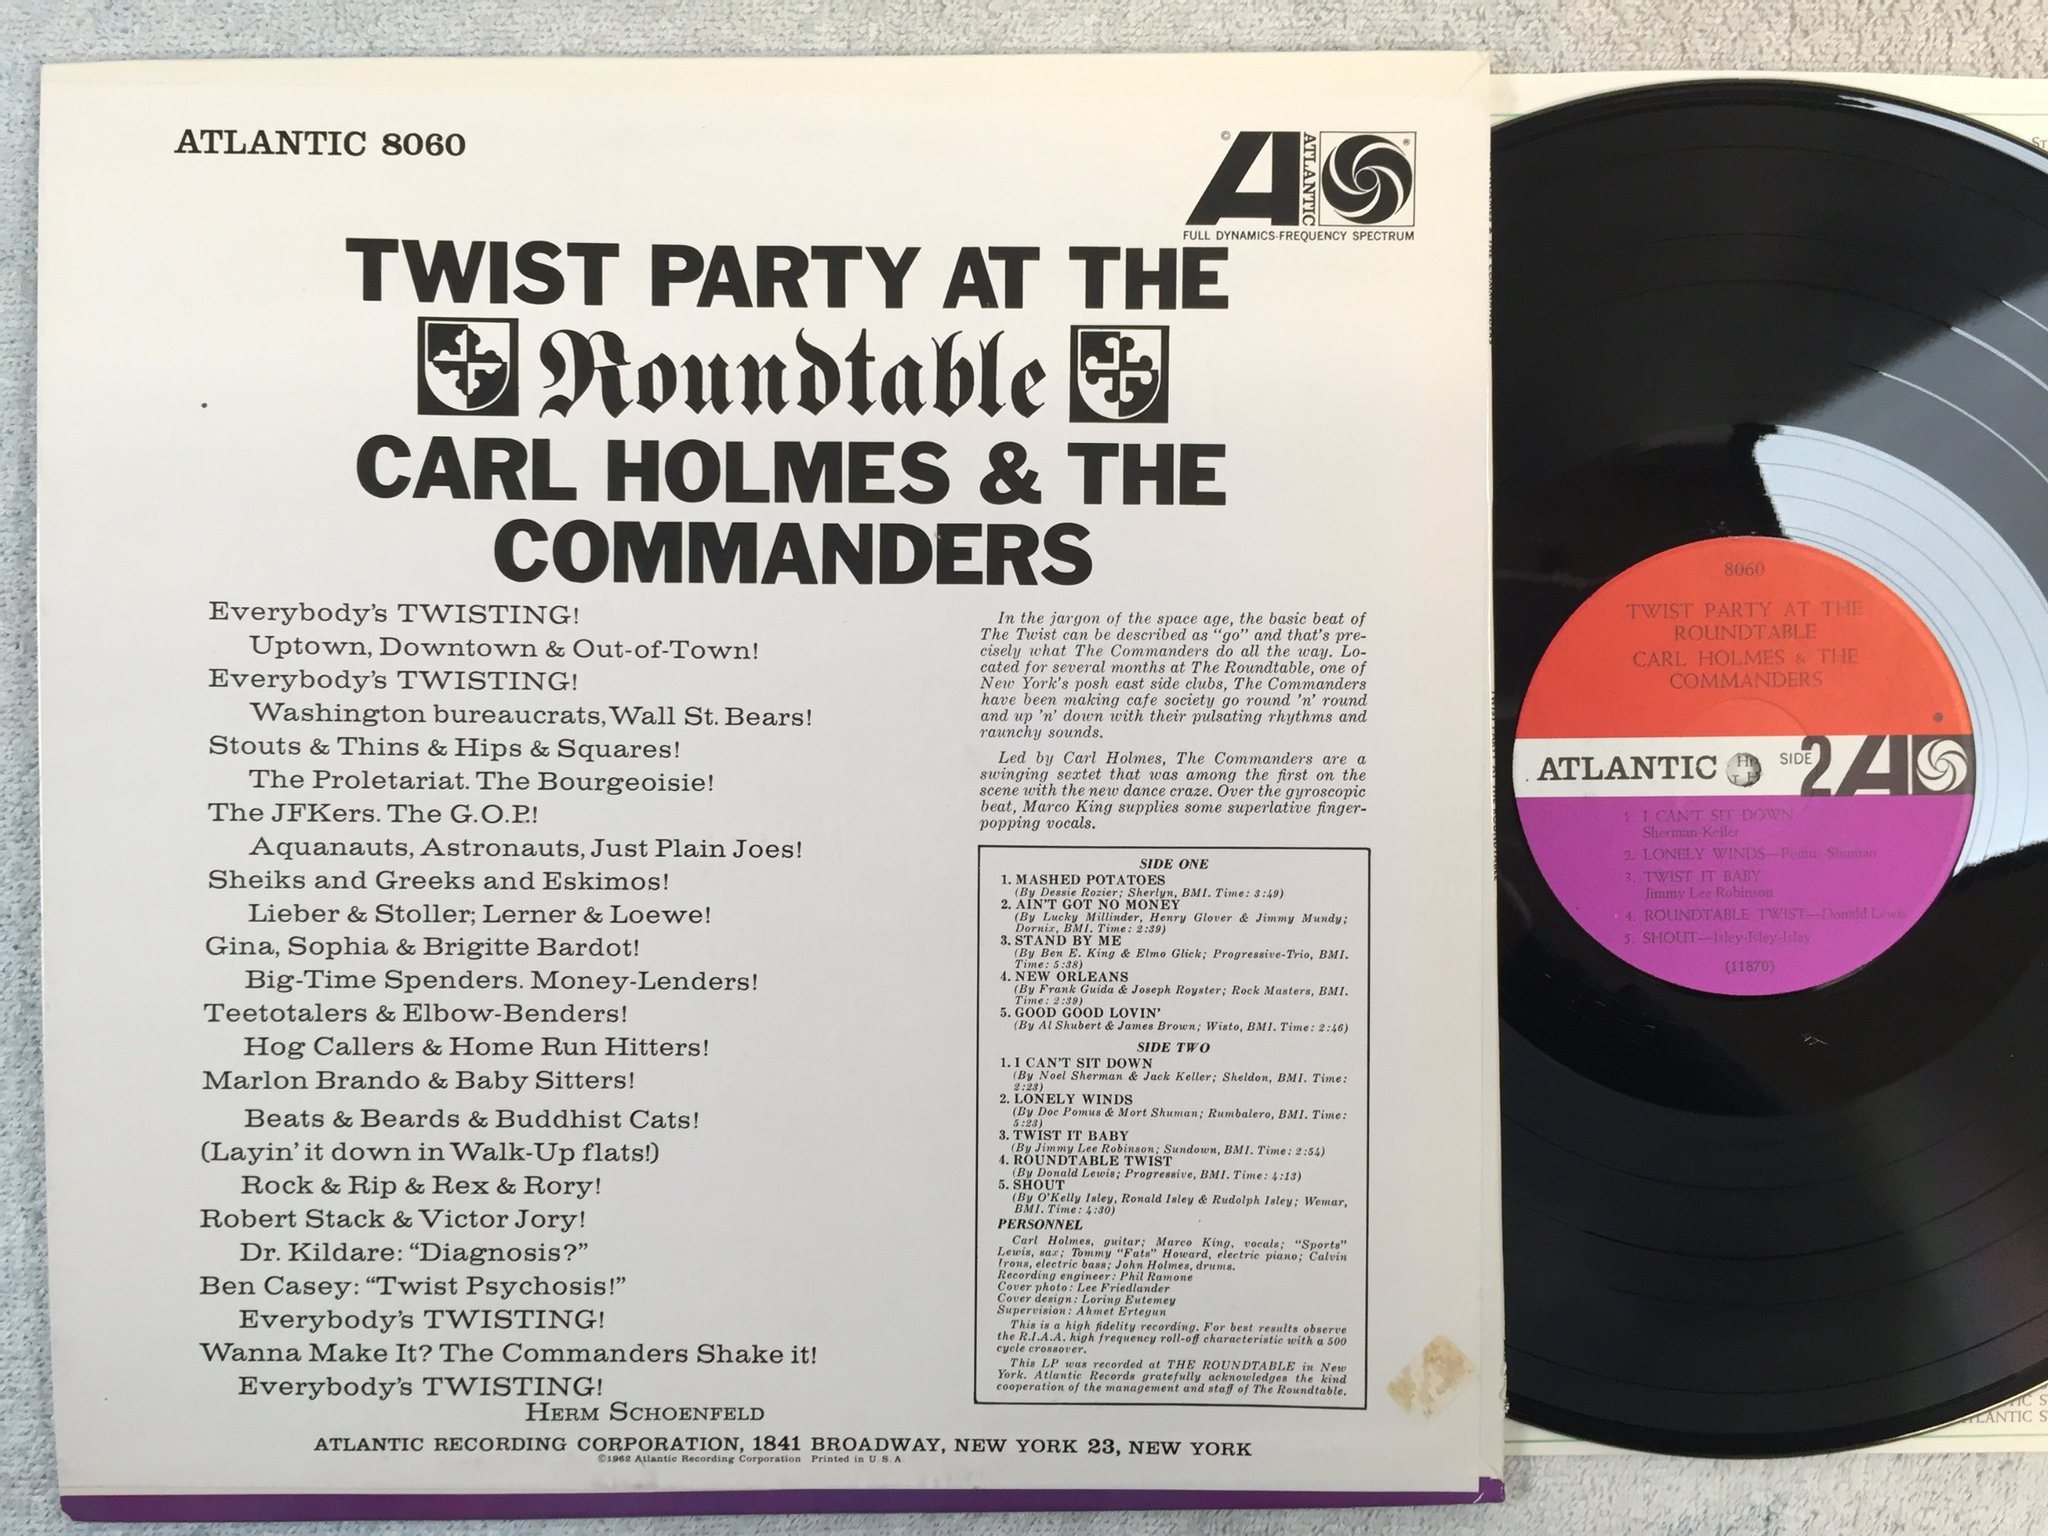 ATLANTIC 8060
© ATLANTIC ®
FULL DYNAMICS-FREQUENCY SPECTRUM
TWIST PARTY AT THE
Roundtable
CARL HOLMES & THE
COMMANDERS
Everybody's TWISTING!
Uptown, Downtown & Out-of-Town!
Everybody's TWISTING!
Washington bureaucrats, Wall St. Bears!
Stouts & Thins & Hips & Squares!
The Proletariat. The Bourgeoisie!
The JFKers. The G.O.P.!
Aquanauts, Astronauts, Just Plain Joes!
Sheiks and Greeks and Eskimos!
Lieber & Stoller; Lerner & Loewe!
Gina, Sophia & Brigitte Bardot!
Big-Time Spenders. Money-Lenders!
Teetotalers & Elbow-Benders!
Hog Callers & Home Run Hitters!
Marlon Brando & Baby Sitters!
Beats & Beards & Buddhist Cats!
(Layin' it down in Walk-Up flats!)
Rock & Rip & Rex & Rory!
Robert Stack & Victor Jory!
Dr. Kildare: "Diagnosis?"
Ben Casey: "Twist Psychosis!"
Everybody's TWISTING!
Wanna Make It? The Commanders Shake it!
Everybody's TWISTING!
HERM SCHOENFELD
In the jargon of the space age, the basic beat of
The Twist can be described as "go" and that's pre-
cisely what The Commanders do all the way. Lo-
cated for several months at The Roundtable, one of
New York's posh east side clubs, The Commanders
have been making cafe society go round 'n' round
and up 'n' down with their pulsating rhythms and
raunchy sounds.
Led by Carl Holmes, The Commanders are a
swinging sextet that was among the first on the
scene with the new dance craze. Over the gyroscopic
beat, Marco King supplies some superlative finger-
popping vocals.
SIDE ONE
1. MASHED POTATOES
(By Dessie Rozier; Sherlyn, BMI. Time: 3:49)
2. AIN'T GOT NO MONEY
(By Lucky Millinder, Henry Glover & Jimmy Mundy;
Dornix, BMI. Time: 2:39)
3. STAND BY ME
(By Ben E. King & Elmo Glick; Progressive-Trio, BMI.
Time: 5:38)
4. NEW ORLEANS
(By Frank Guida & Joseph Royster; Rock Masters, BMI.
Time: 2:39)
5. GOOD GOOD LOVIN'
(By Al Shubert & James Brown; Wisto, BMI. Time: 2:46)
SIDE TWO
1. I CAN'T SIT DOWN
(By Noel Sherman & Jack Keller; Sheldon, BMI. Time:
2:23)
2. LONELY WINDS
(By Doc Pomus & Mort Shuman; Rumbalero, BMI. Time:
5:23)
3. TWIST IT BABY
(By Jimmy Lee Robinson; Sundown, BMI. Time: 2:54)
4. ROUNDTABLE TWIST
(By Donald Lewis; Progressive, BMI. Time: 4:13)
5. SHOUT
(By O'Kelly Isley, Ronald Isley & Rudolph Isley; Wemar,
BMI. Time: 4:30)
PERSONNEL
Carl Holmes, guitar; Marco King, vocals; "Sports"
Lewis, sax; Tommy "Fats" Howard, electric piano; Calvin
Irons, electric bass; John Holmes, drums.
Recording engineer: Phil Ramone
Cover photo: Lee Friedlander
Cover design: Loring Eutemey
Supervision: Ahmet Ertegun
This is a high fidelity recording. For best results observe
the R.I.A.A. high frequency roll-off characteristic with a 500
cycle crossover.
This LP was recorded at THE ROUNDTABLE in New
York. Atlantic Records gratefully acknowledges the kind
cooperation of the management and staff of The Roundtable.
ATLANTIC RECORDING CORPORATION, 1841 BROADWAY, NEW YORK 23, NEW YORK
©1962 Atlantic Recording Corporation Printed in U.S.A.
8060
TWIST PARTY AT THE
ROUNDTABLE
CARL HOLMES & THE
COMMANDERS
ATLANTIC SIDE 2
1. I CAN'T SIT DOWN
Sherman-Keller
2. LONELY WINDS—Pomus-Shuman
3. TWIST IT BABY
Jimmy Lee Robinson
4. ROUNDTABLE TWIST—Donald Lewis
5. SHOUT—Isley-Isley-Isley
(11870)